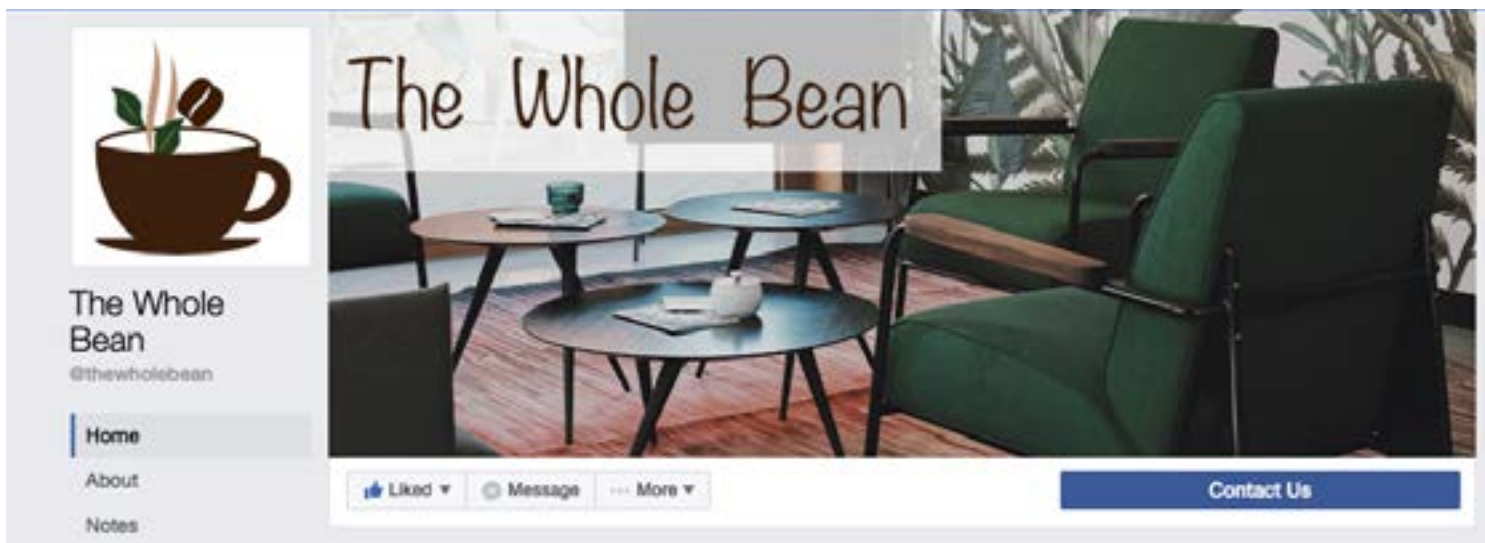 The Whole Bean
The Whole
Bean
@thewholebean
Home
About
Notes
Liked
Message
More
Contact Us